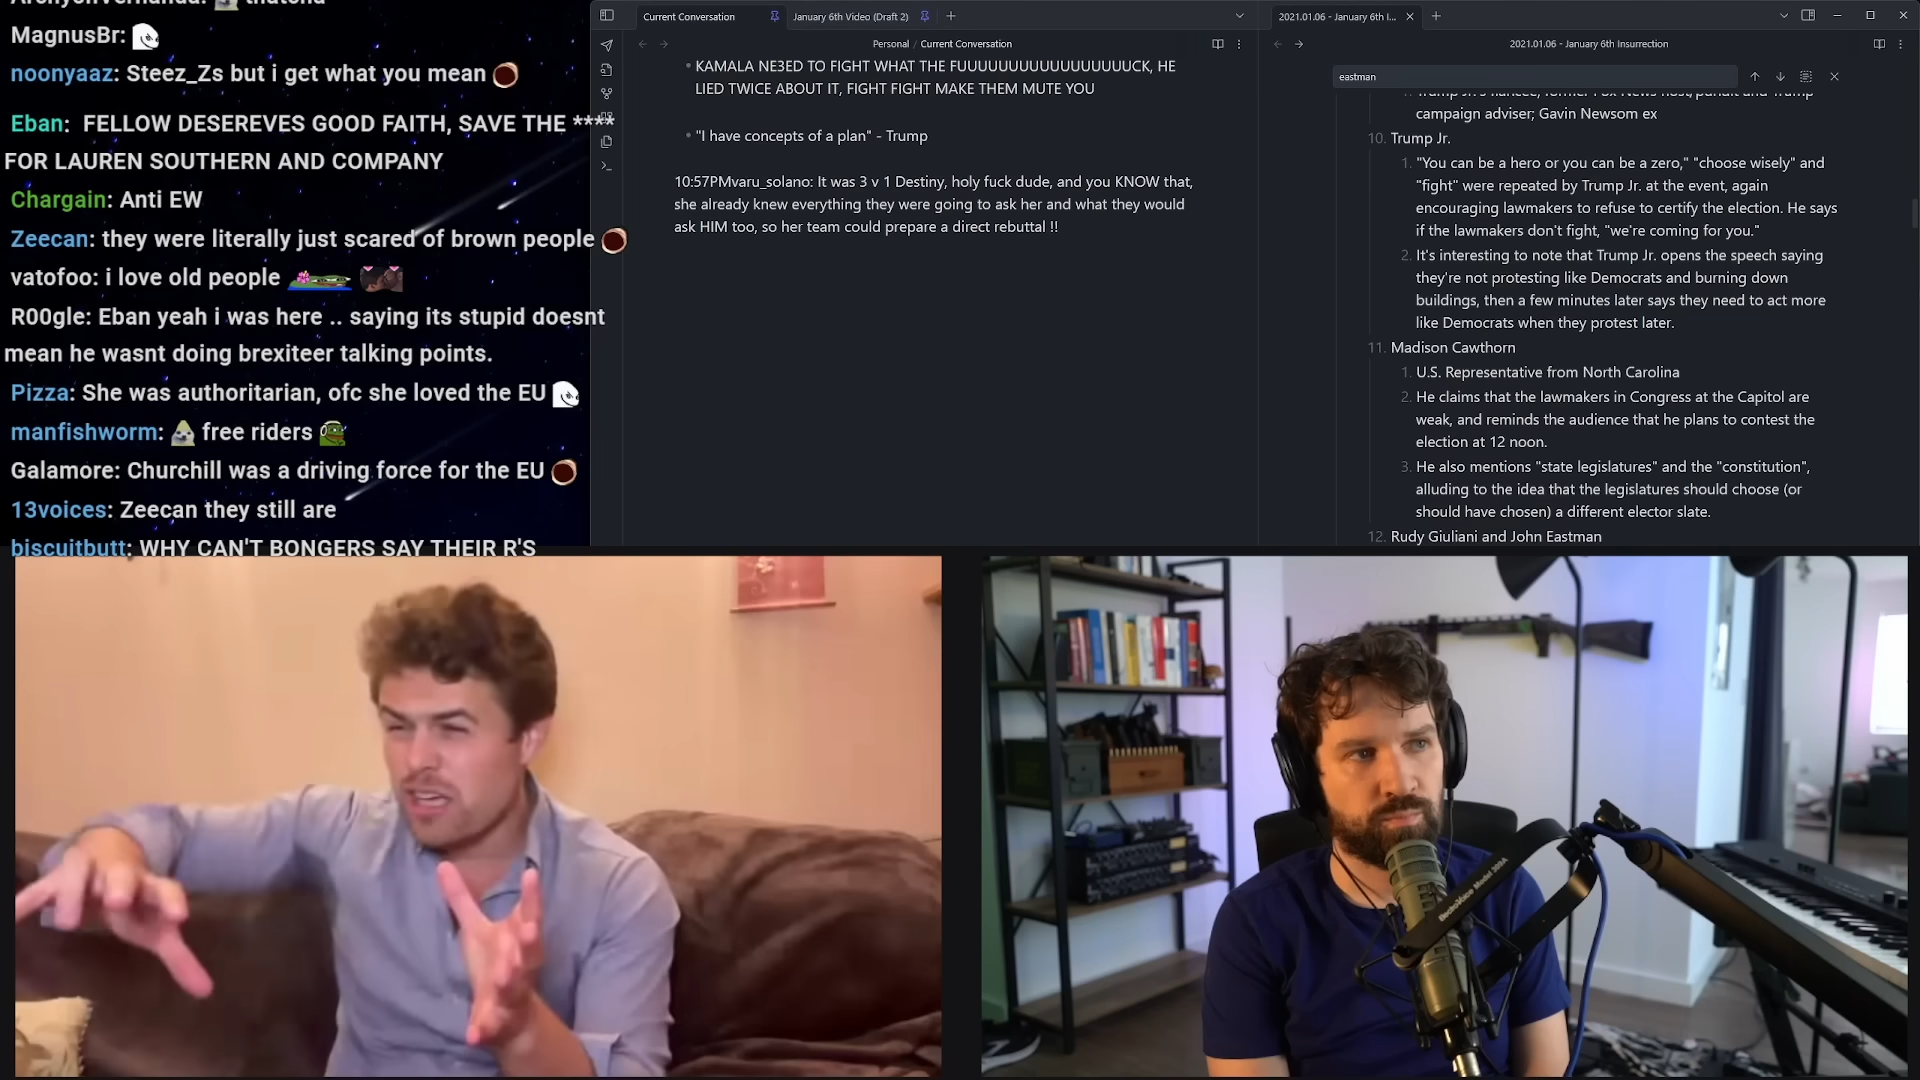 MagnusBr:
noonyaaz: Steez_Zs but i get what you mean
Eban: FELLOW DESEREVES GOOD FAITH, SAVE THE ****
FOR LAUREN SOUTHERN AND COMPANY
Chargain: Anti EW
Zeecan: they were literally just scared of brown people
vatofoo: i love old people
R00gle: Eban yeah i was here .. saying its stupid doesnt
mean he wasnt doing brexiteer talking points.
Pizza: She was authoritarian, ofc she loved the EU
manfishworm: free riders
Galamore: Churchill was a driving force for the EU
13voices: Zeecan they still are
biscuitbutt: WHY CAN'T BONGERS SAY THEIR R'S
Current Conversation
January 6th Video (Draft 2)
Personal / Current Conversation
• KAMALA NE3ED TO FIGHT WHAT THE FUUUUUUUUUUUUUUUUUCK, HE
LIED TWICE ABOUT IT, FIGHT FIGHT MAKE THEM MUTE YOU
• "I have concepts of a plan" - Trump
10:57PMvaru_solano: It was 3 v 1 Destiny, holy fuck dude, and you KNOW that,
she already knew everything they were going to ask her and what they would
ask HIM too, so her team could prepare a direct rebuttal !!
2021.01.06 - January 6th I...
2021.01.06 - January 6th Insurrection
eastman
Trump Jr.'s fiancée, former Fox News host, pundit and Trump
campaign adviser; Gavin Newsom ex
10. Trump Jr.
1. "You can be a hero or you can be a zero," "choose wisely" and
"fight" were repeated by Trump Jr. at the event, again
encouraging lawmakers to refuse to certify the election. He says
if the lawmakers don't fight, "we're coming for you."
2. It's interesting to note that Trump Jr. opens the speech saying
they're not protesting like Democrats and burning down
buildings, then a few minutes later says they need to act more
like Democrats when they protest later.
11. Madison Cawthorn
1. U.S. Representative from North Carolina
2. He claims that the lawmakers in Congress at the Capitol are
weak, and reminds the audience that he plans to contest the
election at 12 noon.
3. He also mentions "state legislatures" and the "constitution",
alluding to the idea that the legislatures should choose (or
should have chosen) a different elector slate.
12. Rudy Giuliani and John Eastman
ElectroVoice Model 309A